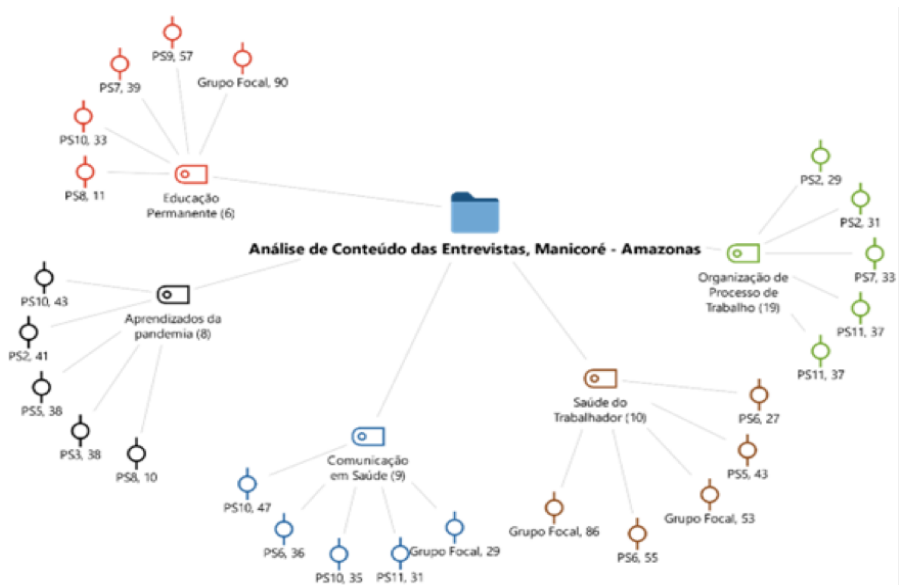 PS9, 57
PS7, 39
Grupo Focal, 90
PS10, 33
PS8, 11
Educação
Permanente (6)
Análise de Conteúdo das Entrevistas, Manicoré - Amazonas
PS2, 29
PS2, 31
PS7, 33
PS11, 37
PS11, 37
Organização de
Processo de
Trabalho (19)
PS10, 43
PS2, 41
PS5, 38
PS3, 38
PS8, 10
Aprendizados da
pandemia (8)
Comunicação
em Saúde (9)
PS10, 47
PS6, 36
PS10, 35
PS11, 31
Grupo Focal, 29
Saúde do
Trabalhador (10)
PS6, 27
PS5, 43
Grupo Focal, 53
PS6, 55
Grupo Focal, 86